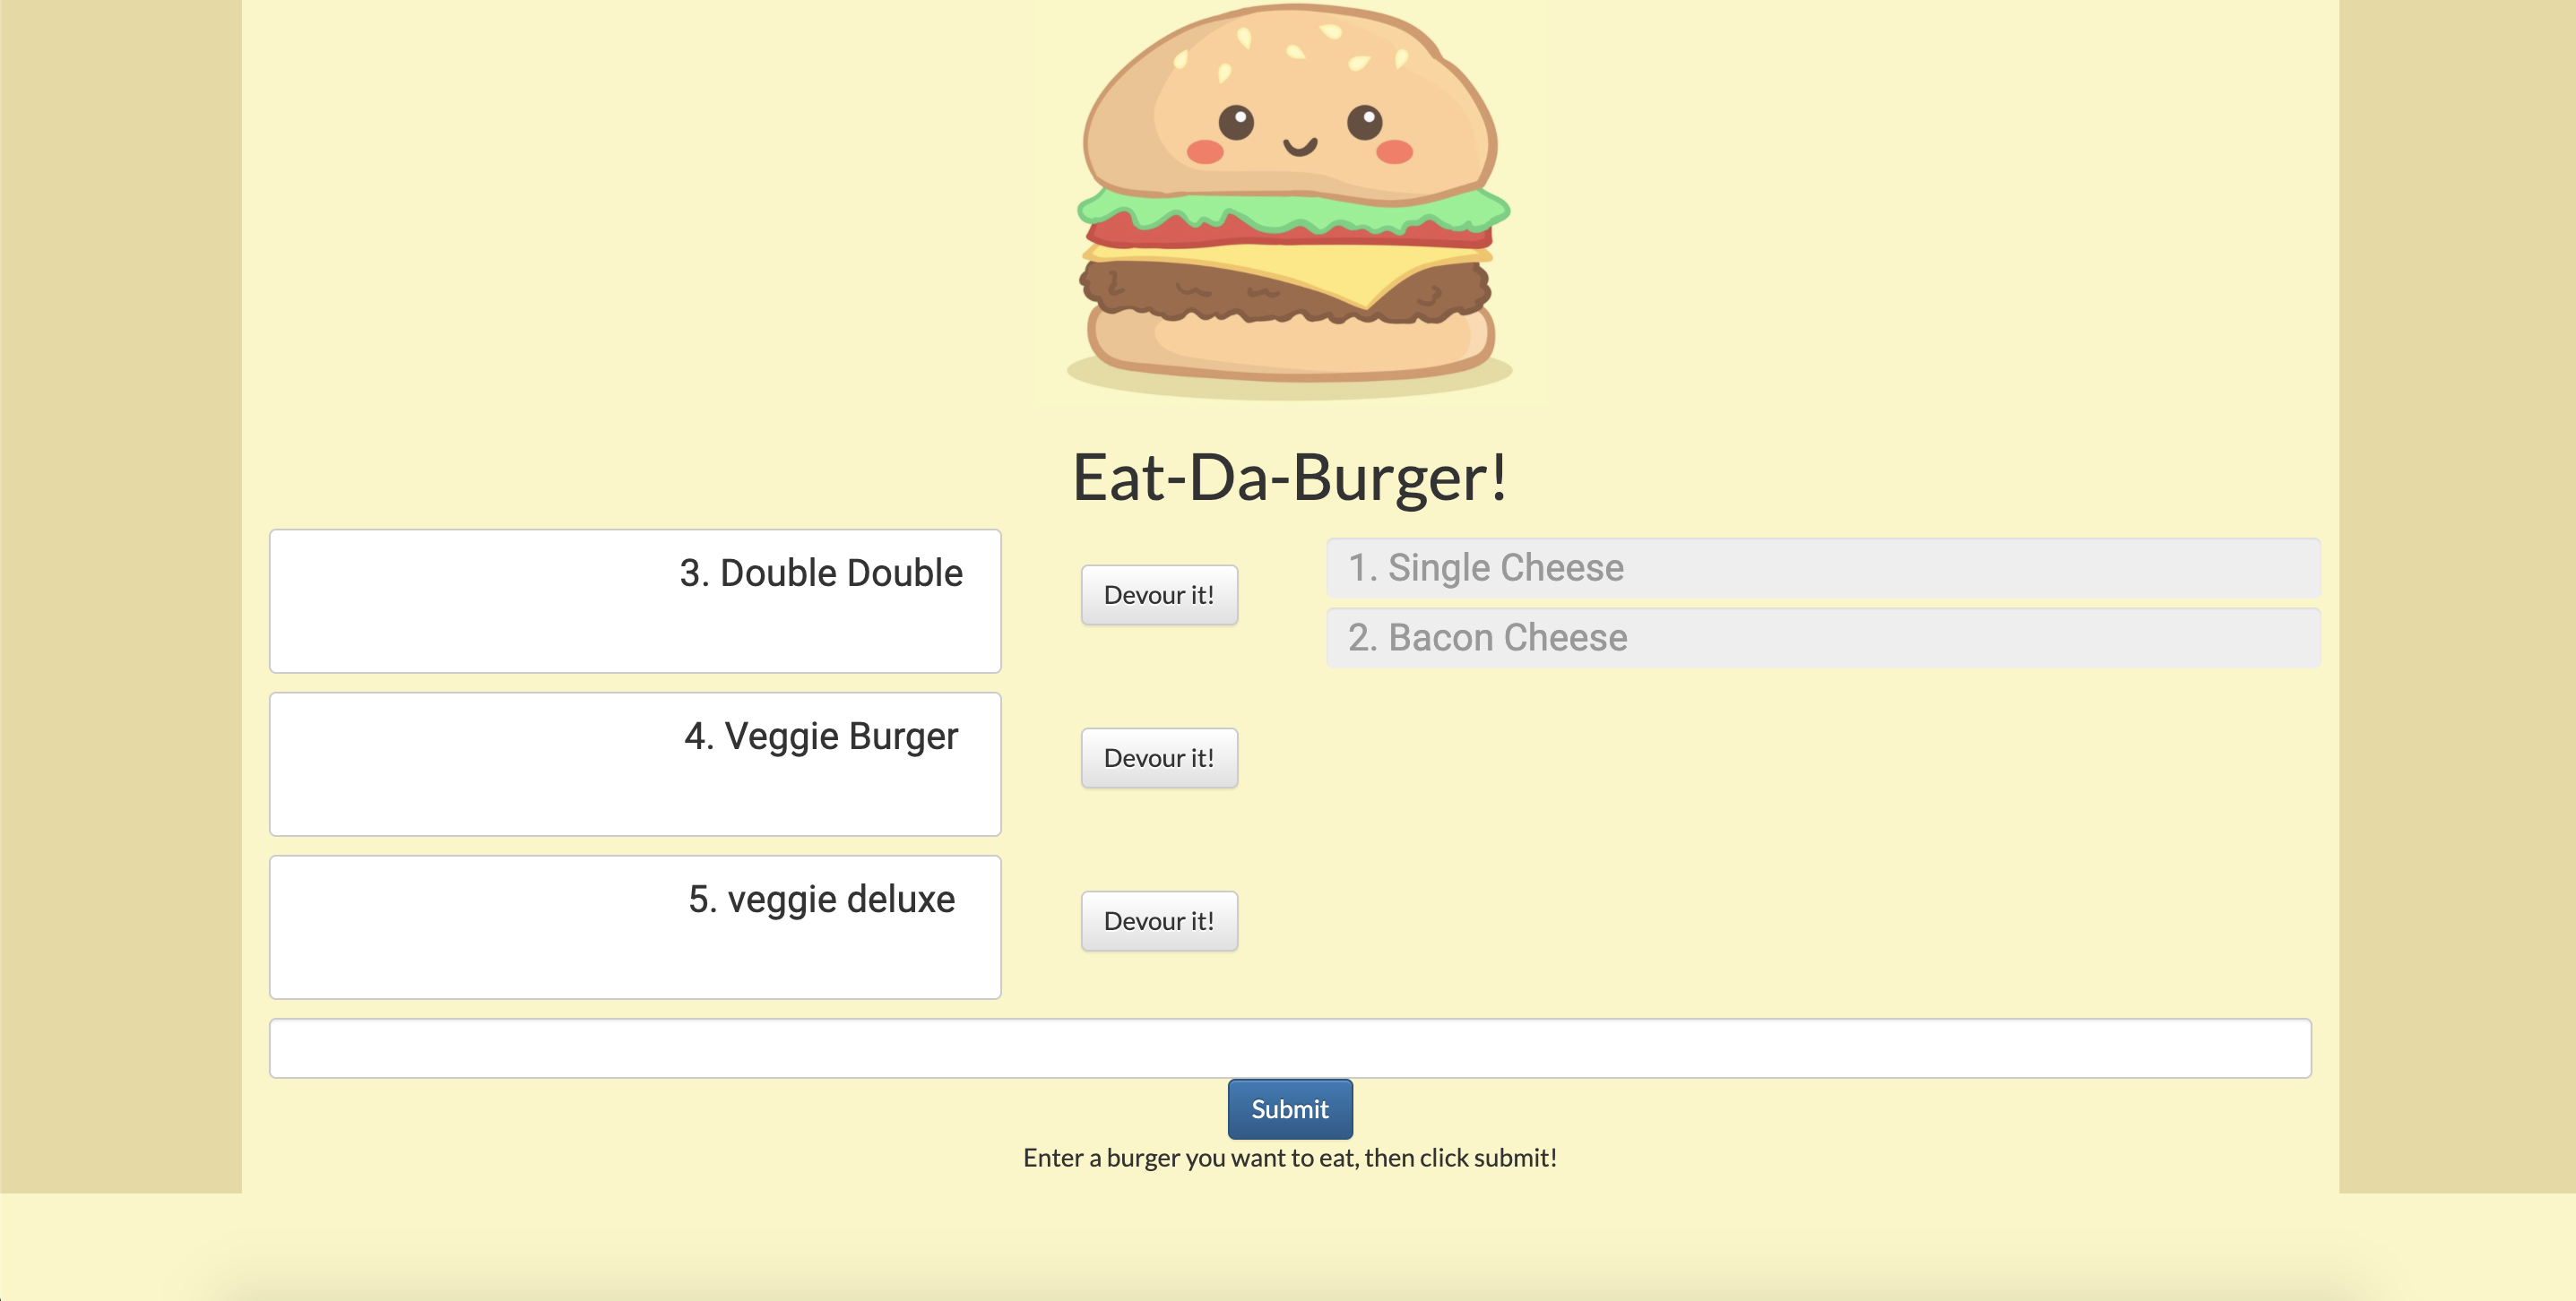 Eat-Da-Burger!
3. Double Double
Devour it!
1. Single Cheese
2. Bacon Cheese
4. Veggie Burger
Devour it!
5. veggie deluxe
Devour it!
Submit
Enter a burger you want to eat, then click submit!